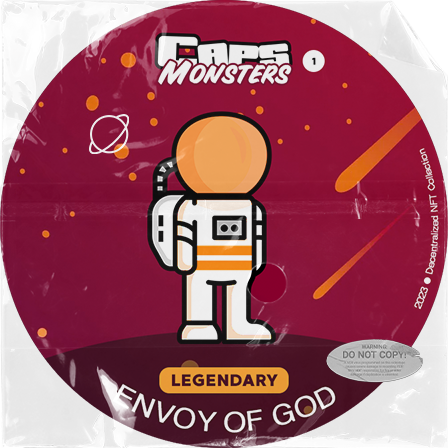 CAPS
MONSTERS
1
2023 ● Decentralized NFT Collection
WARNING
DO NOT COPY!
LEGENDARY
ENVOY OF GOD